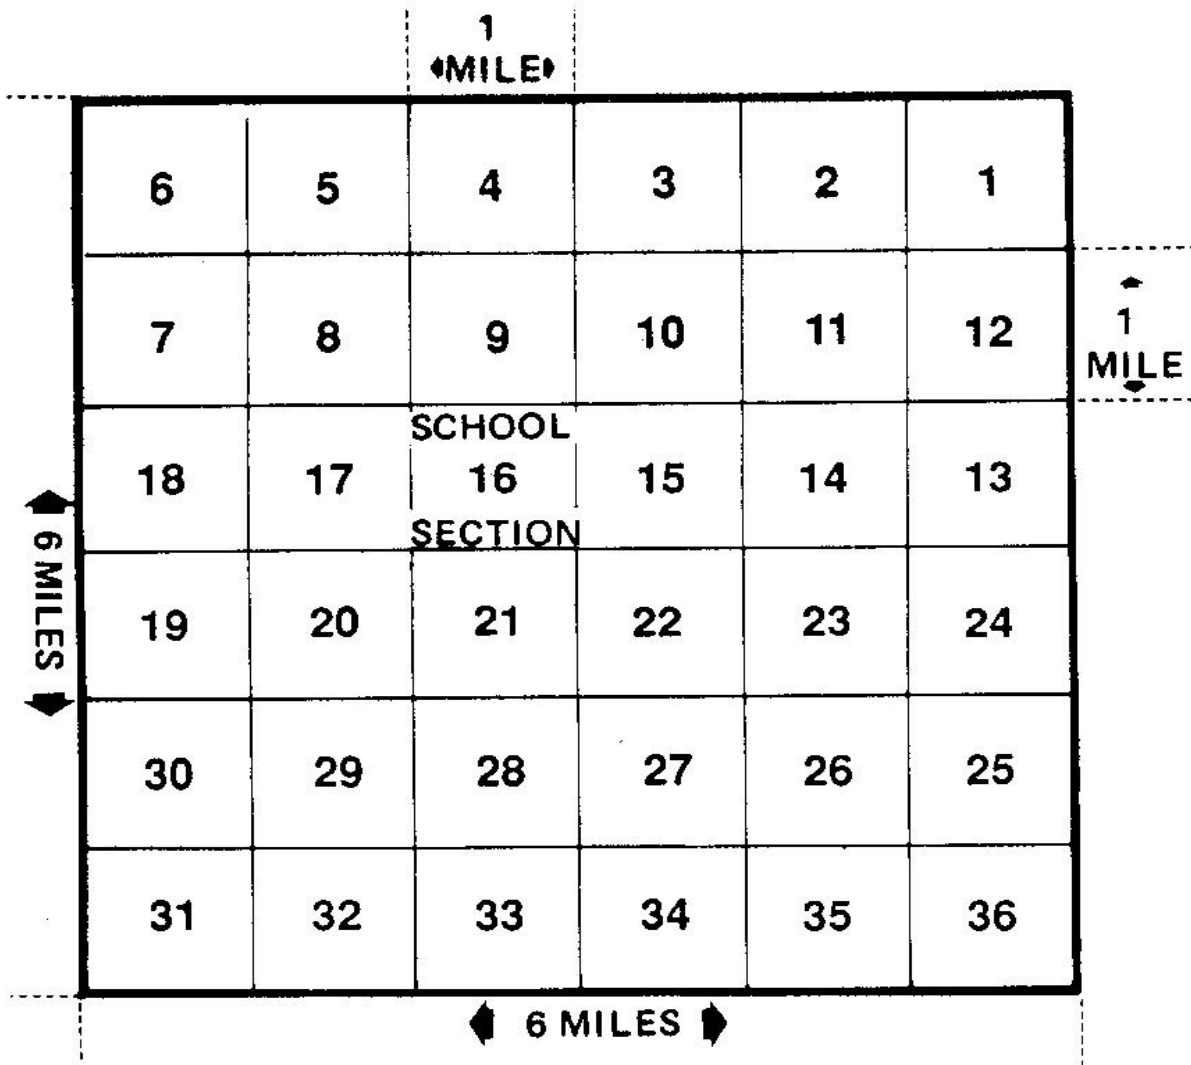 1
MILE
6 5 4 3 2 1
7 8 9 10 11 12
1
MILE
SCHOOL
18 17 16 15 14 13
SECTION
6 MILES
19 20 21 22 23 24
30 29 28 27 26 25
31 32 33 34 35 36
6 MILES